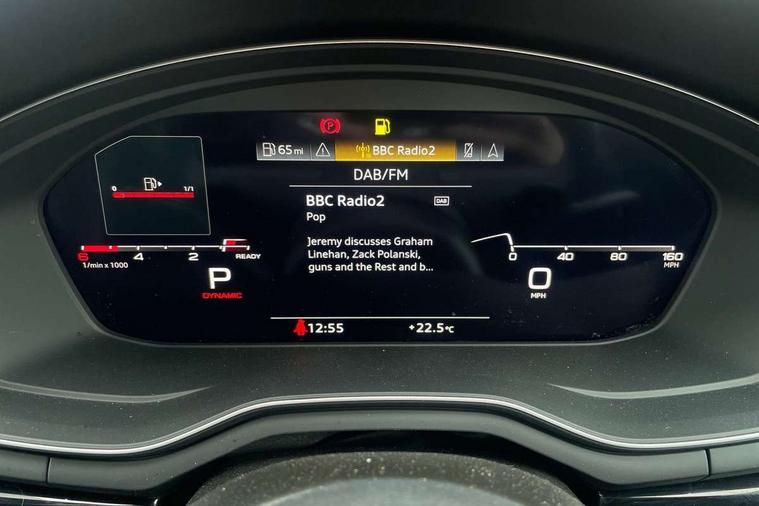 P
65 mi
BBC Radio2
DAB/FM
BBC Radio2
DAB
Pop
Jeremy discusses Graham
Linehan, Zack Polanski,
guns and the Rest and b...
0 1/1
6 4 2 READY
1/min x 1000
P
DYNAMIC
0 40 80 160
MPH
0
MPH
12:55 +22.5°C